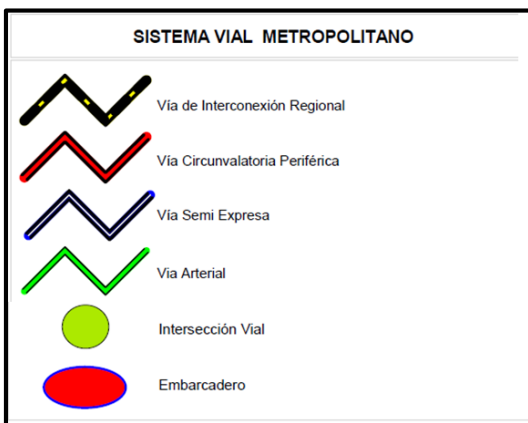 SISTEMA VIAL METROPOLITANO
Vía de Interconexión Regional
Vía Circunvalatoria Periférica
Vía Semi Expresa
Via Arterial
Intersección Vial
Embarcadero